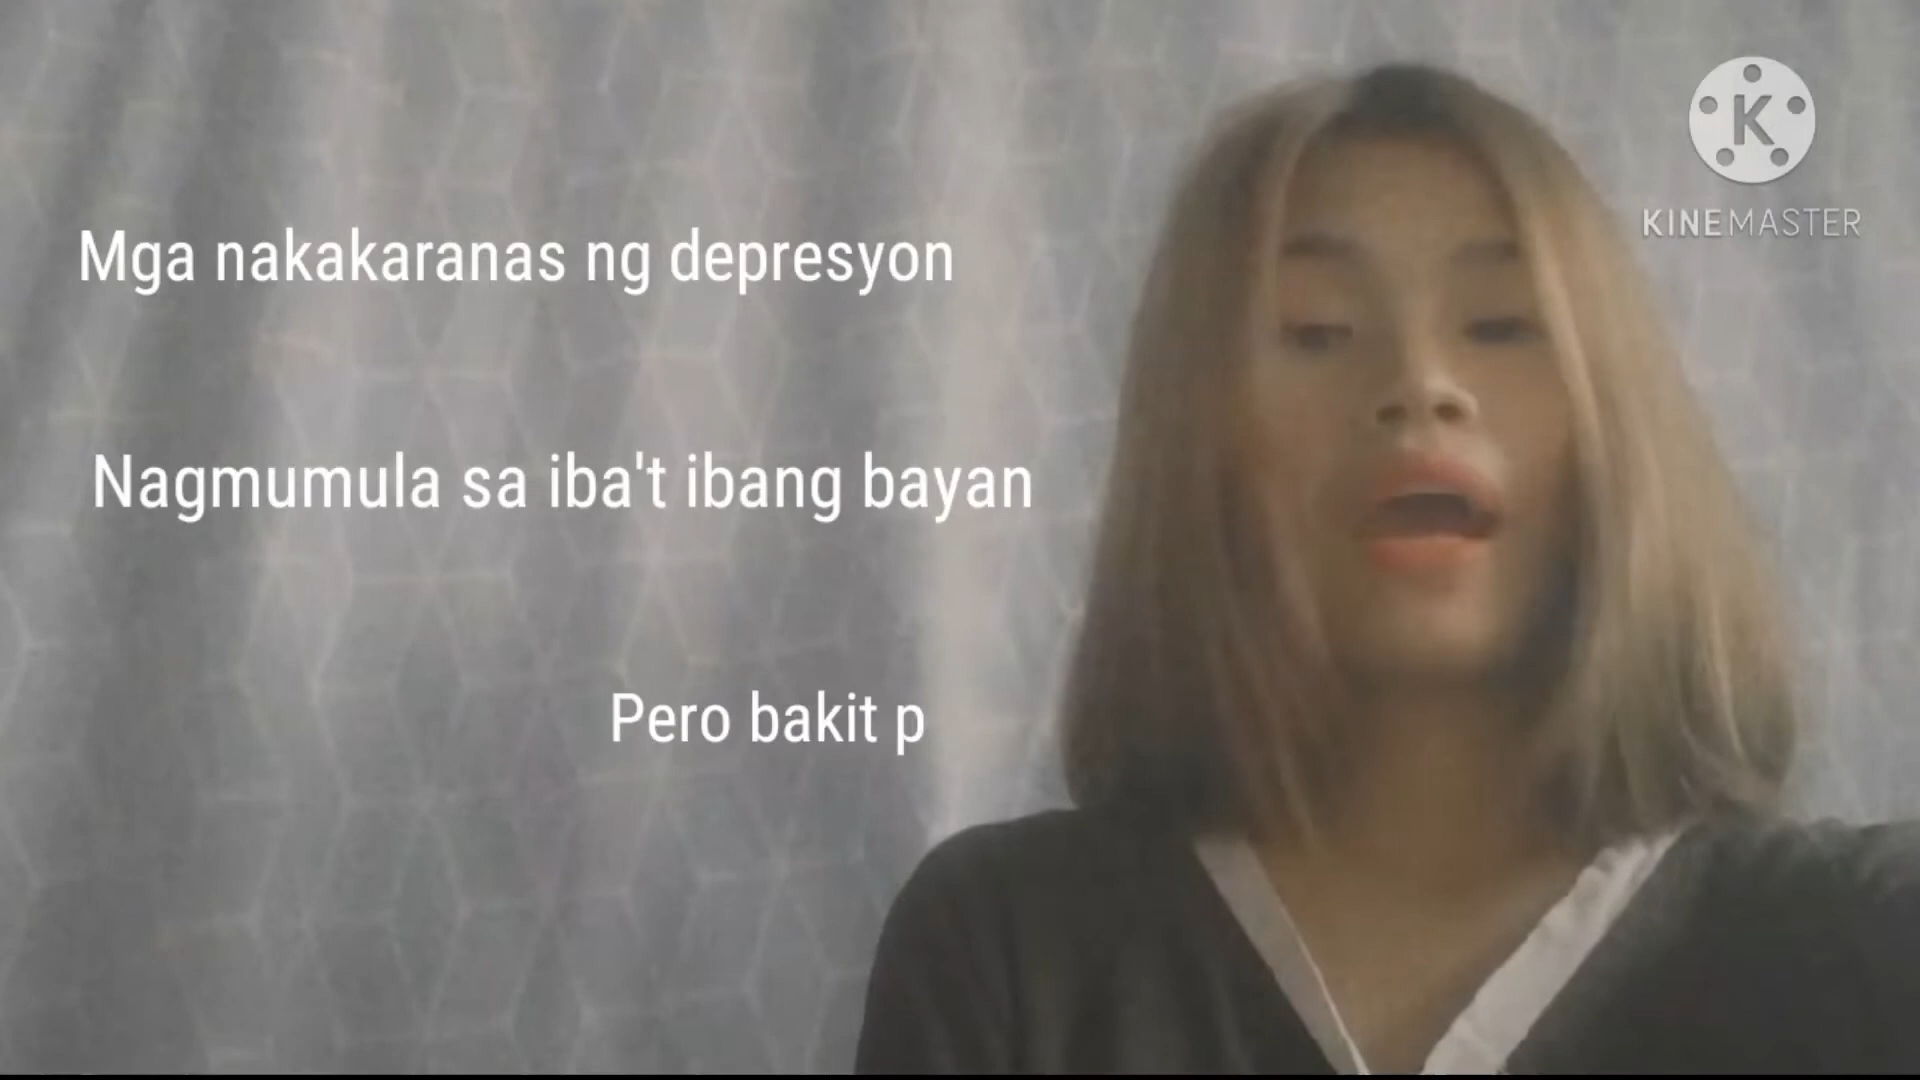 K
KINEMASTER
Mga nakakaranas ng depresyon
Nagmumula sa iba't ibang bayan
Pero bakit p